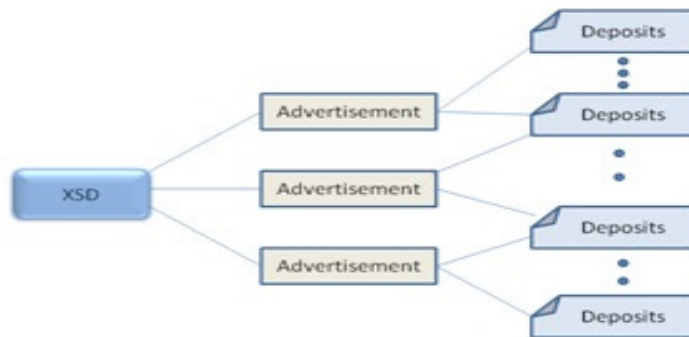 XSD
Advertisement
Advertisement
Advertisement
Deposits
Deposits
Deposits
Deposits